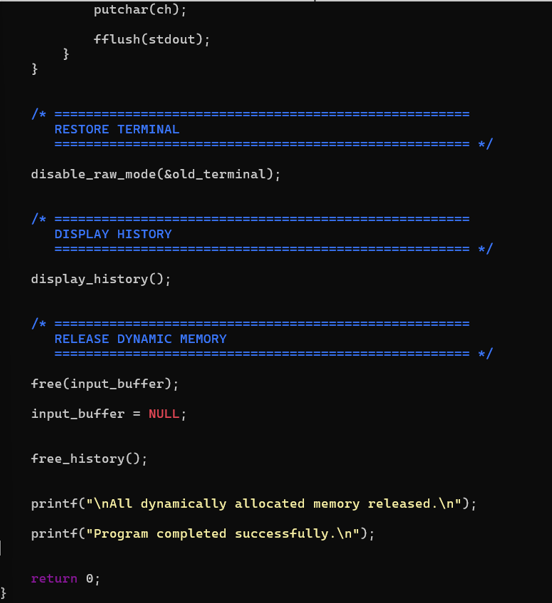 putchar(ch);
fflush(stdout);
}
}
/* =====================================================
RESTORE TERMINAL
===================================================== */
disable_raw_mode(&old_terminal);
/* =====================================================
DISPLAY HISTORY
===================================================== */
display_history();
/* =====================================================
RELEASE DYNAMIC MEMORY
===================================================== */
free(input_buffer);
input_buffer = NULL;
free_history();
printf("\nAll dynamically allocated memory released.\n");
printf("Program completed successfully.\n");
return 0;
}